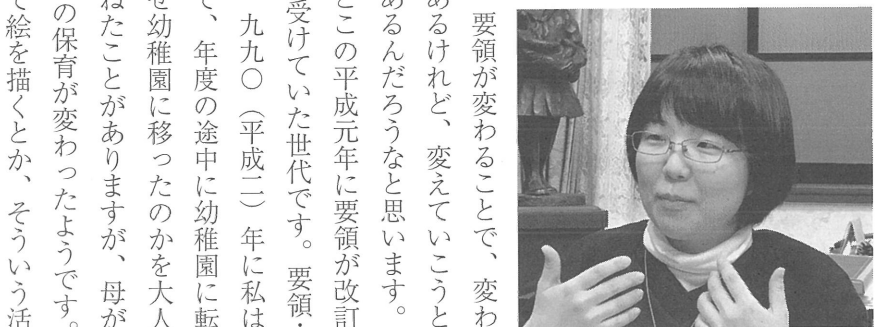 要領が変わることで、変わ
あるけれど、変えていこうと
あるんだろうなと思います。
とこの平成元年に要領が改訂
受けていた世代です。要領・
九九〇（平成二）年に私は
て、年度の途中に幼稚園に転
ぜ幼稚園に移ったのかを大人
ねたことがありますが、母が
の保育が変わったようです。
て絵を描くとか、そういう活